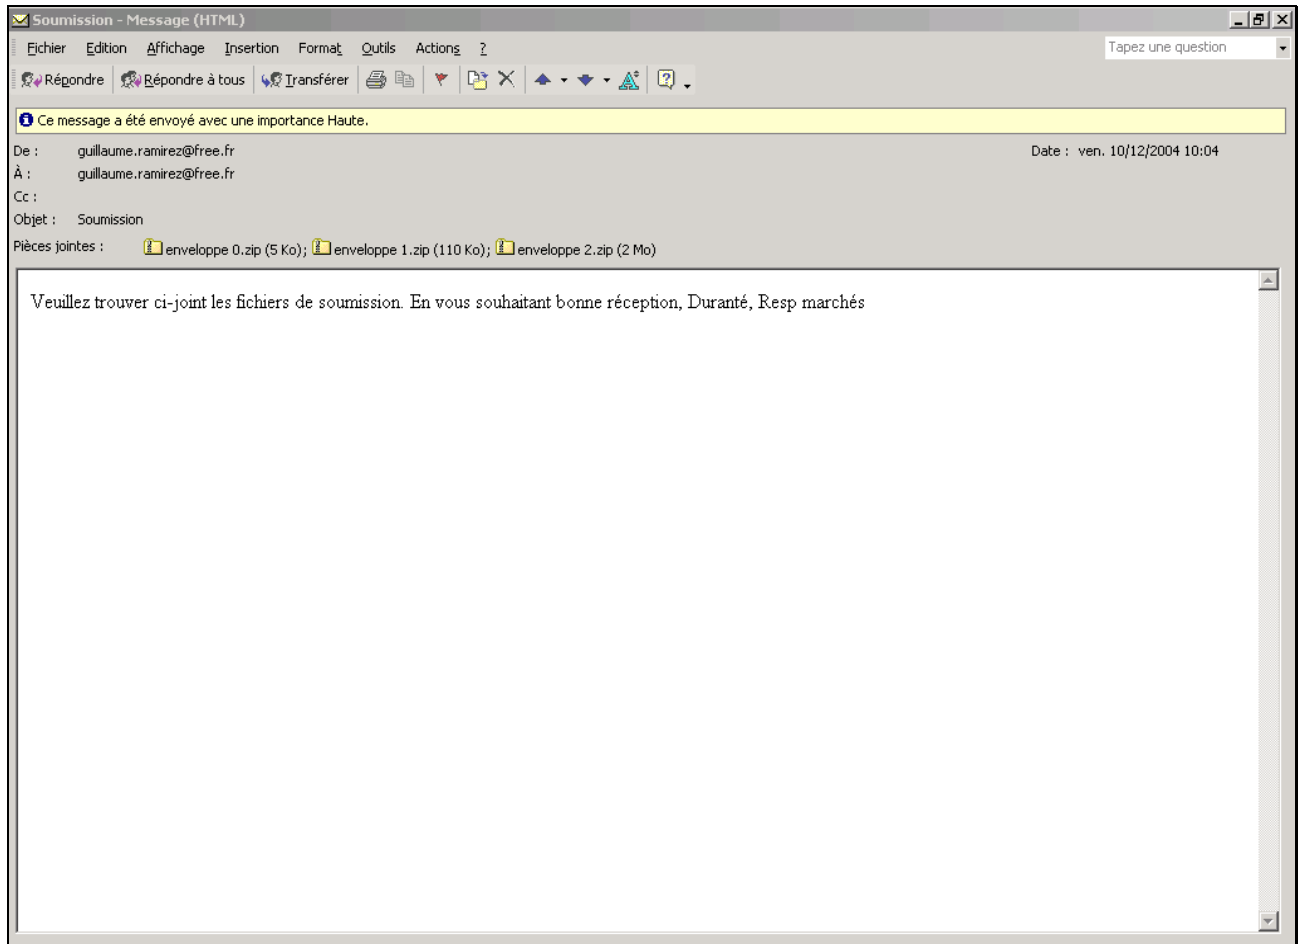 Soumission - Message (HTML)
Fichier Edition Affichage Insertion Format Outils Actions ? Tapez une question
Répondre Répondre à tous Transférer
Ce message a été envoyé avec une importance Haute.
De : guillaume.ramirez@free.fr Date : ven. 10/12/2004 10:04
À : guillaume.ramirez@free.fr
Cc :
Objet : Soumission
Pièces jointes : enveloppe 0.zip (5 Ko); enveloppe 1.zip (110 Ko); enveloppe 2.zip (2 Mo)
Veuillez trouver ci-joint les fichiers de soumission. En vous souhaitant bonne réception, Duranté, Resp marchés